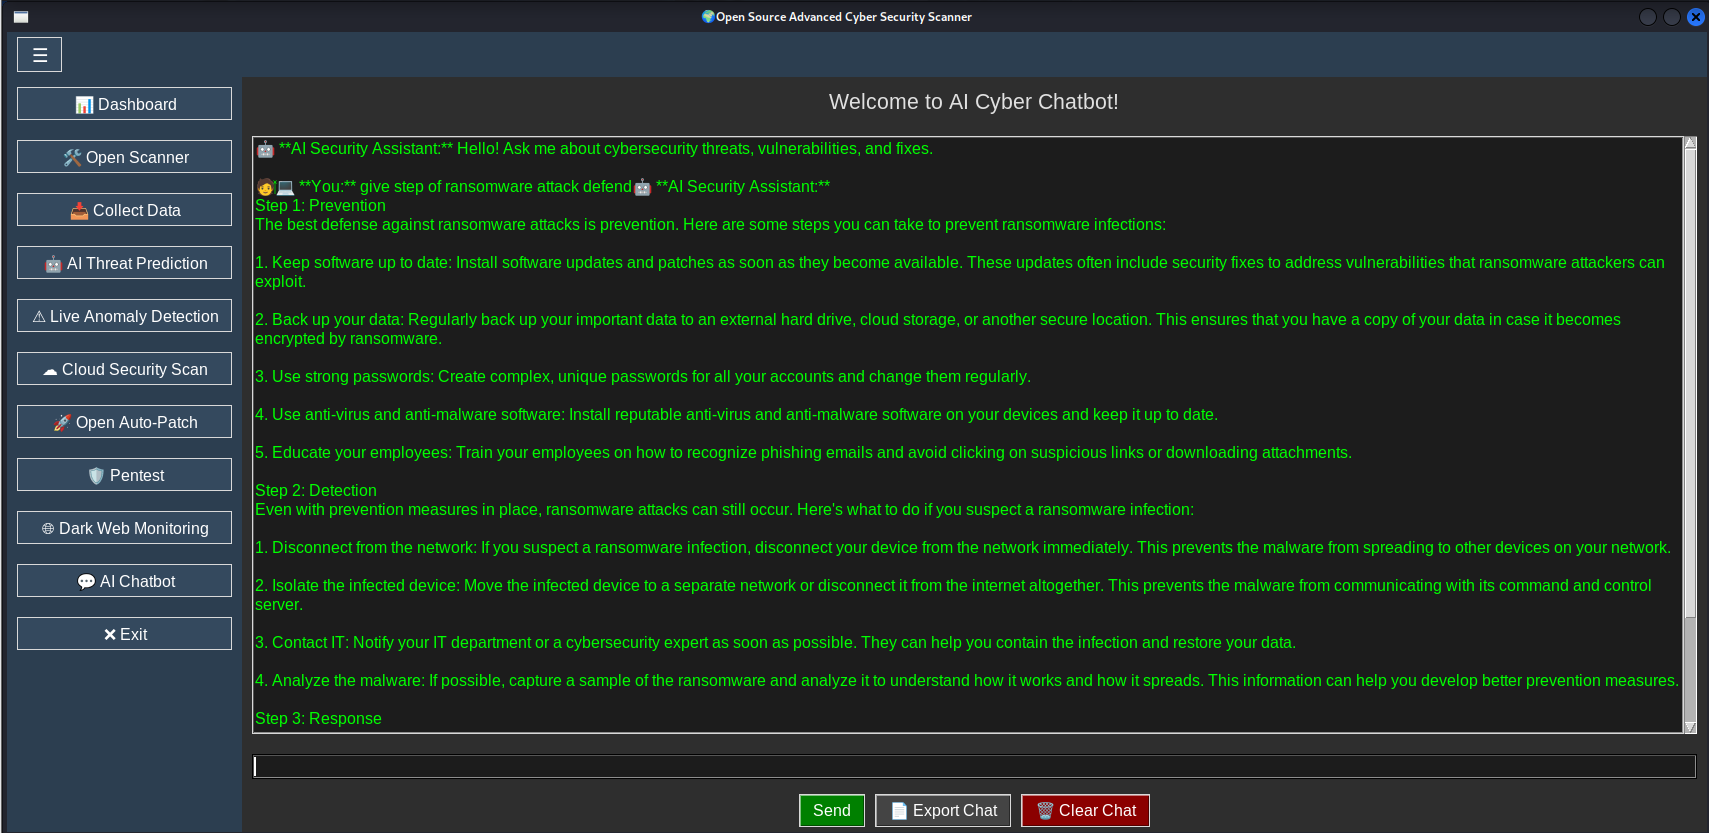 Open Source Advanced Cyber Security Scanner
☰
Dashboard
Open Scanner
Collect Data
AI Threat Prediction
Live Anomaly Detection
Cloud Security Scan
Open Auto-Patch
Pentest
Dark Web Monitoring
AI Chatbot
Exit
Welcome to AI Cyber Chatbot!
**AI Security Assistant:** Hello! Ask me about cybersecurity threats, vulnerabilities, and fixes.
**You:** give step of ransomware attack defend🤖 **AI Security Assistant:**
Step 1: Prevention
The best defense against ransomware attacks is prevention. Here are some steps you can take to prevent ransomware infections:
1. Keep software up to date: Install software updates and patches as soon as they become available. These updates often include security fixes to address vulnerabilities that ransomware attackers can
exploit.
2. Back up your data: Regularly back up your important data to an external hard drive, cloud storage, or another secure location. This ensures that you have a copy of your data in case it becomes
encrypted by ransomware.
3. Use strong passwords: Create complex, unique passwords for all your accounts and change them regularly.
4. Use anti-virus and anti-malware software: Install reputable anti-virus and anti-malware software on your devices and keep it up to date.
5. Educate your employees: Train your employees on how to recognize phishing emails and avoid clicking on suspicious links or downloading attachments.
Step 2: Detection
Even with prevention measures in place, ransomware attacks can still occur. Here's what to do if you suspect a ransomware infection:
1. Disconnect from the network: If you suspect a ransomware infection, disconnect your device from the network immediately. This prevents the malware from spreading to other devices on your network.
2. Isolate the infected device: Move the infected device to a separate network or disconnect it from the internet altogether. This prevents the malware from communicating with its command and control
server.
3. Contact IT: Notify your IT department or a cybersecurity expert as soon as possible. They can help you contain the infection and restore your data.
4. Analyze the malware: If possible, capture a sample of the ransomware and analyze it to understand how it works and how it spreads. This information can help you develop better prevention measures.
Step 3: Response
Send
Export Chat
Clear Chat